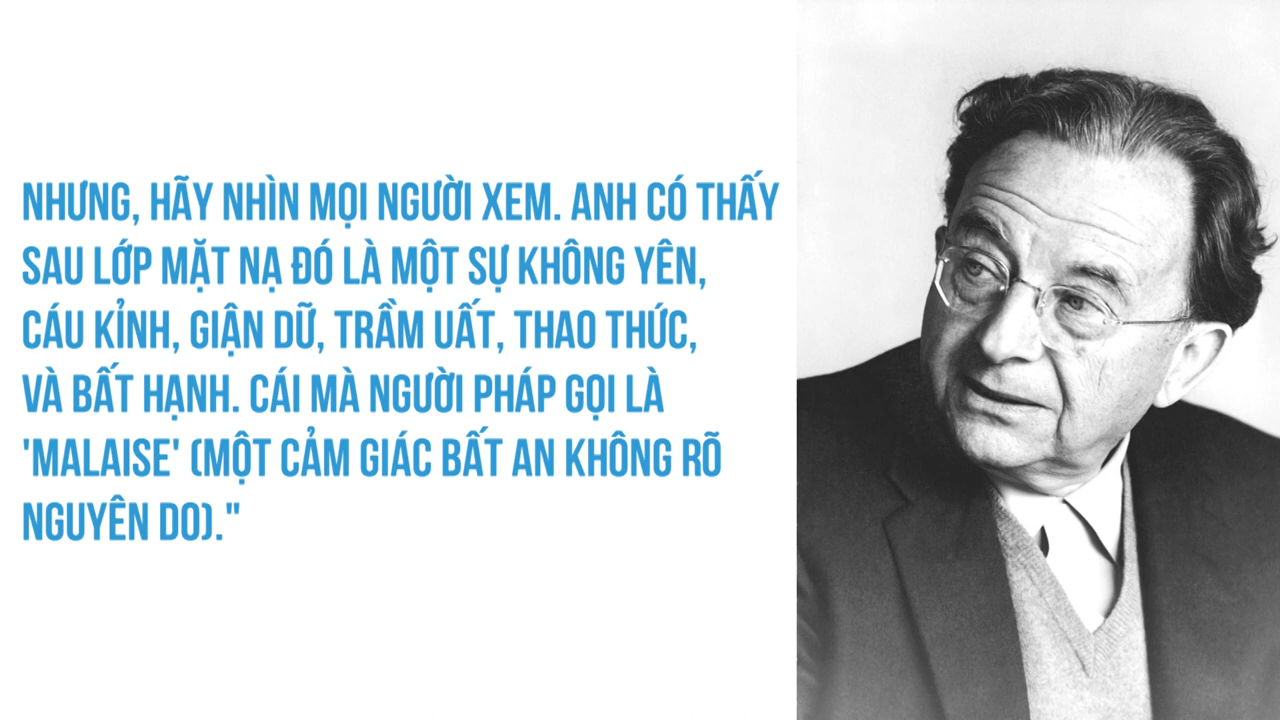 NHƯNG, HÃY NHÌN MỌI NGƯỜI XEM. ANH CÓ THẤY
SAU LỚP MẶT NẠ ĐÓ LÀ MỘT SỰ KHÔNG YÊN,
CÁU KỈNH, GIẬN DỮ, TRẦM UẤT, THAO THỨC,
VÀ BẤT HẠNH. CÁI MÀ NGƯỜI PHÁP GỌI LÀ
'MALAISE' (MỘT CẢM GIÁC BẤT AN KHÔNG RÕ
NGUYÊN DO)."